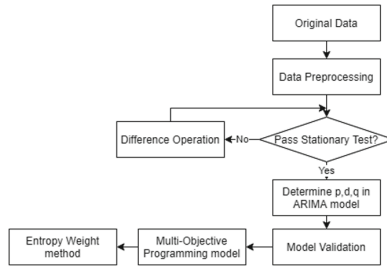 Original Data
Data Preprocessing
Pass Stationary Test?
No
Difference Operation
Yes
Determine p,d,q in
ARIMA model
Model Validation
Multi-Objective
Programming model
Entropy Weight
method